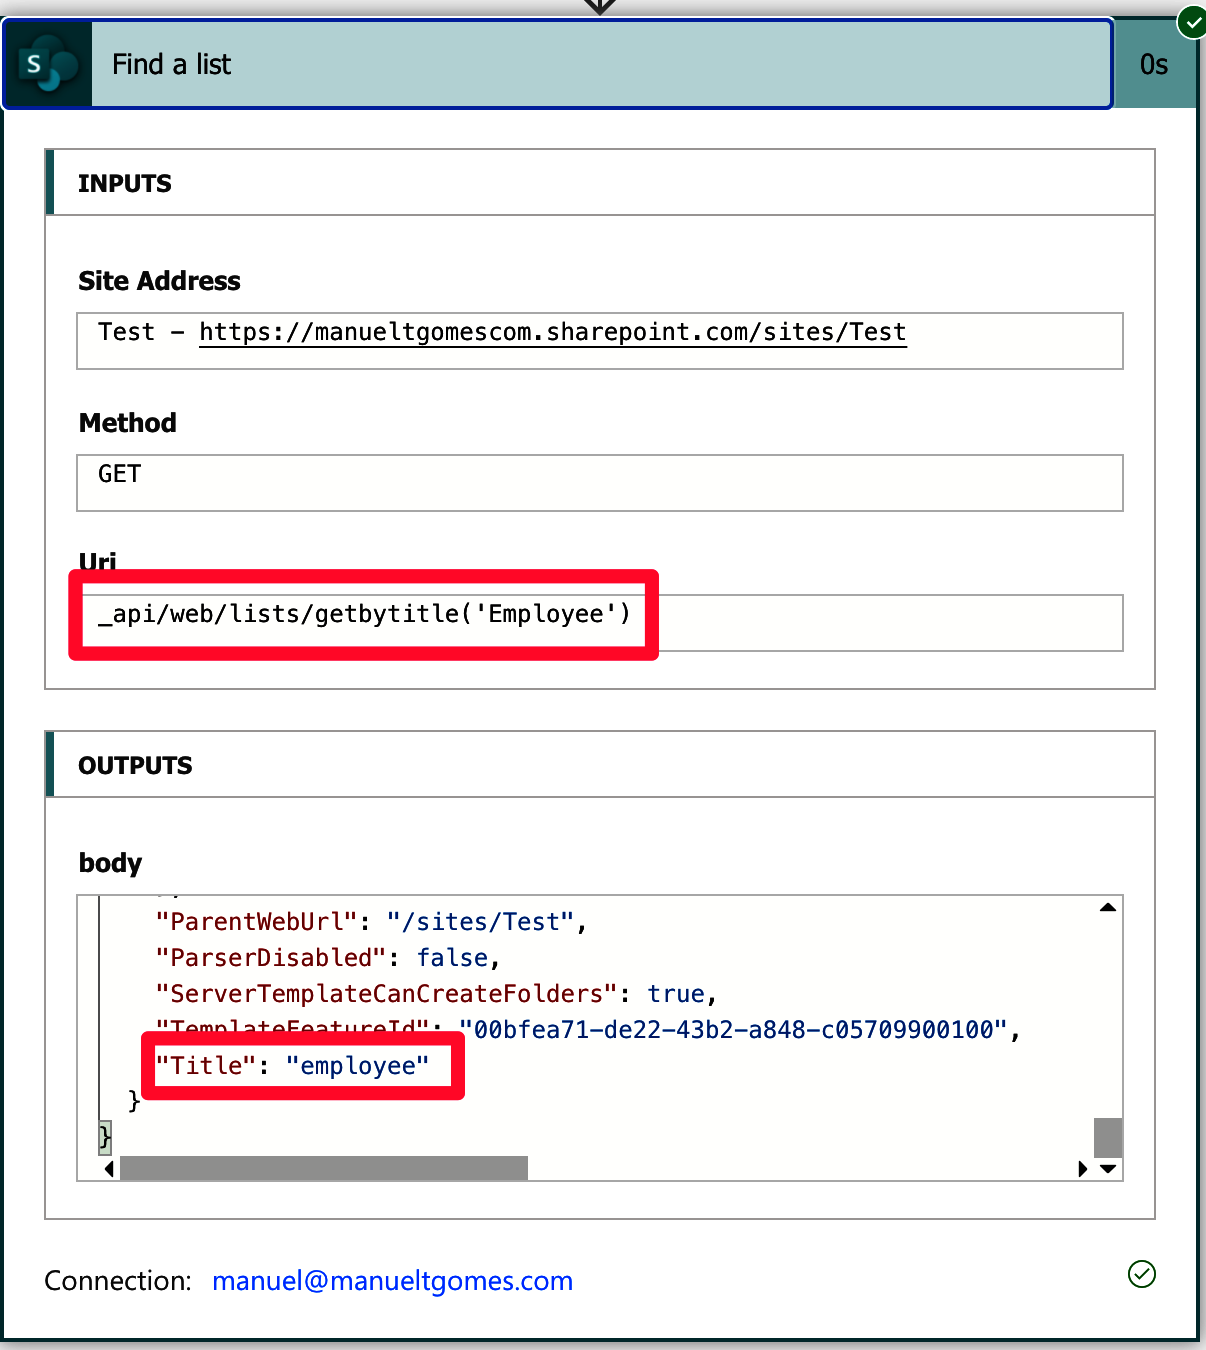 S
Find a list
0s
INPUTS
Site Address
Test - https://manueltgomescom.sharepoint.com/sites/Test
Method
GET
Uri
_api/web/lists/getbytitle('Employee')
OUTPUTS
body
"ParentWebUrl": "/sites/Test",
"ParserDisabled": false,
"ServerTemplateCanCreateFolders": true,
"TemplateFeatureId": "00bfea71-de22-43b2-a848-c05709900100",
"Title": "employee"
}
}
Connection: manuel@manueltgomes.com